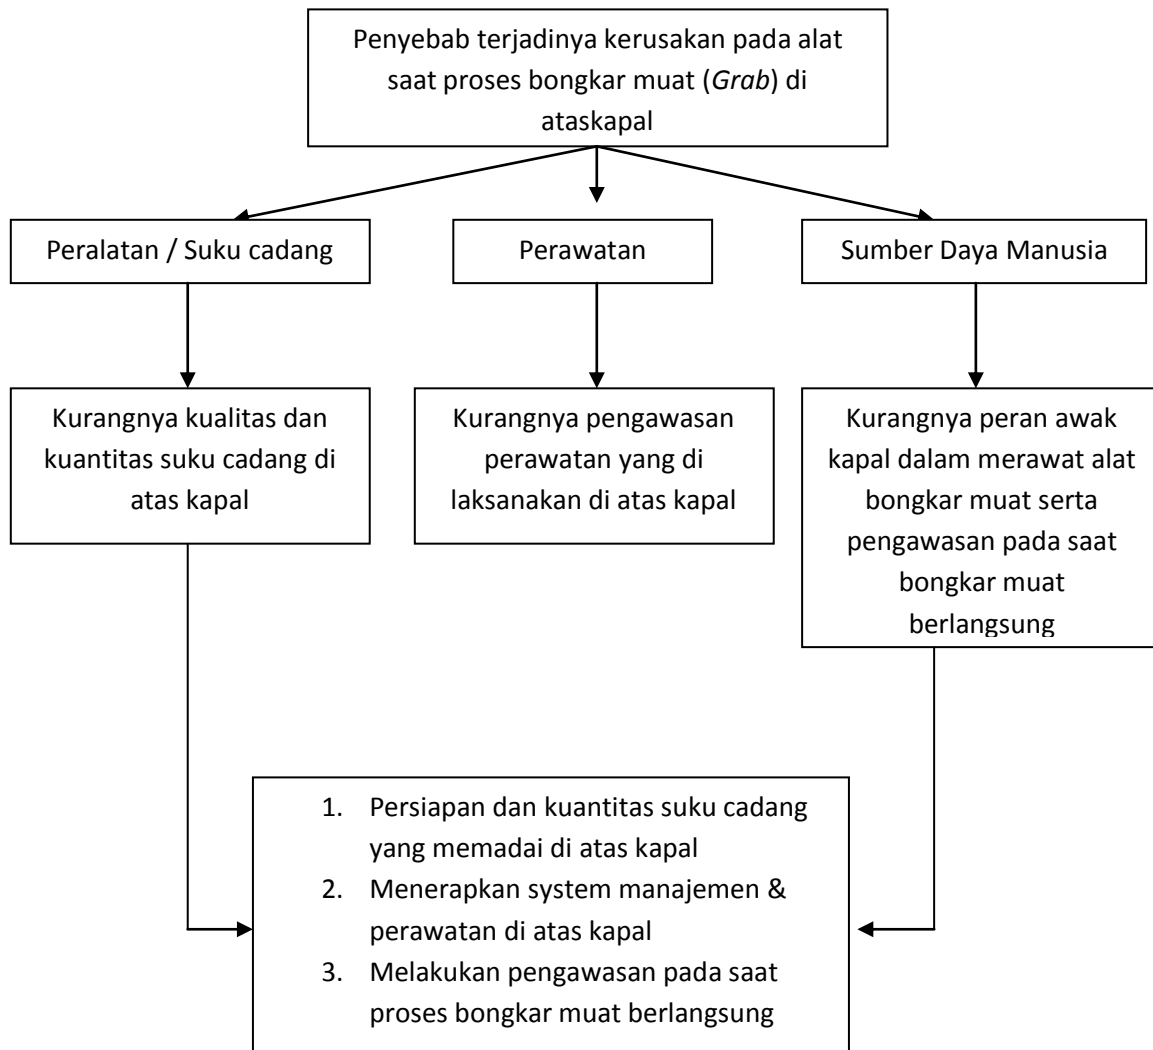 Penyebab terjadinya kerusakan pada alat
saat proses bongkar muat (Grab) di
ataskapal
Peralatan / Suku cadang
Perawatan
Sumber Daya Manusia
Kurangnya kualitas dan
kuantitas suku cadang di
atas kapal
Kurangnya pengawasan
perawatan yang di
laksanakan di atas kapal
Kurangnya peran awak
kapal dalam merawat alat
bongkar muat serta
pengawasan pada saat
bongkar muat
berlangsung
1. Persiapan dan kuantitas suku cadang
yang memadai di atas kapal
2. Menerapkan system manajemen &
perawatan di atas kapal
3. Melakukan pengawasan pada saat
proses bongkar muat berlangsung